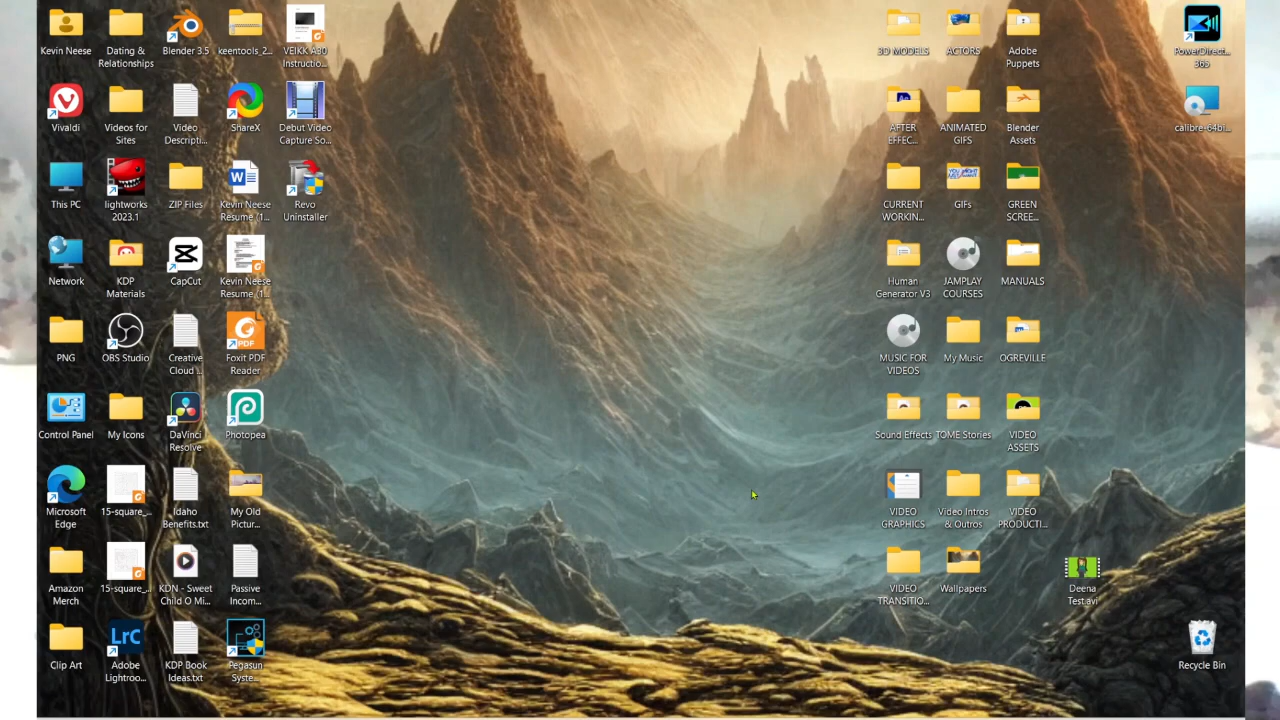 Kevin Neese
Dating &
Relationships
Blender 3.5
keentools_2...
VEIKK A30
Instructio...
3D MODELS
ACTORS
Adobe
Puppets
PowerDirect...
365
Vivaldi
Videos for
Sites
Video
Descripti...
ShareX
Debut Video
Capture So...
AFTER
EFFEC...
ANIMATED
GIFS
Blender
Assets
calibre-64bi...
This PC
lightworks
2023.1
ZIP Files
Kevin Neese
Resume (1...
Revo
Uninstaller
CURRENT
WORKIN...
GIFs
GREEN
SCREE...
Network
KDP
Materials
CapCut
Kevin Neese
Resume (1...
Human
Generator V3
JAMPLAY
COURSES
MANUALS
PNG
OBS Studio
Creative
Cloud ...
PDF
Foxit PDF
Reader
MUSIC FOR
VIDEOS
My Music
OGREVILLE
Control Panel
My Icons
DaVinci
Resolve
Photopea
Sound Effects
TOME Stories
VIDEO
ASSETS
Microsoft
Edge
15-square_...
Idaho
Benefits.txt
My Old
Pictur...
VIDEO
GRAPHICS
Video Intros
& Outros
VIDEO
PRODUCTI...
Amazon
Merch
15-square_...
KDN - Sweet
Child O Mi...
Passive
Incom...
VIDEO
TRANSITIO...
Wallpapers
Deena
Test.avi
Clip Art
LrC
Adobe
Lightroo...
KDP Book
Ideas.txt
Pegasun
Syste...
Recycle Bin